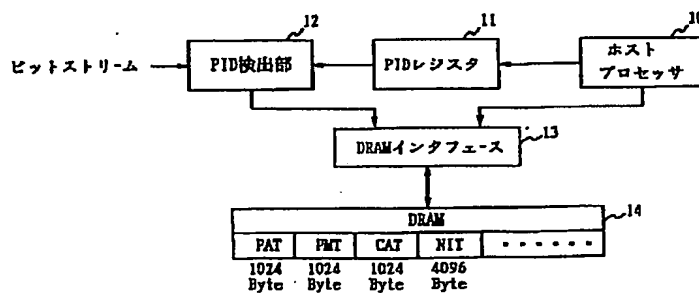 12
11
10
ビットストリーム
PID検出部
PIDレジスタ
ホスト
プロセッサ
13
DRAMインタフェース
14
DRAM
PAT
PMT
CAT
NIT
・・・・・・
1024
Byte
1024
Byte
1024
Byte
4096
Byte